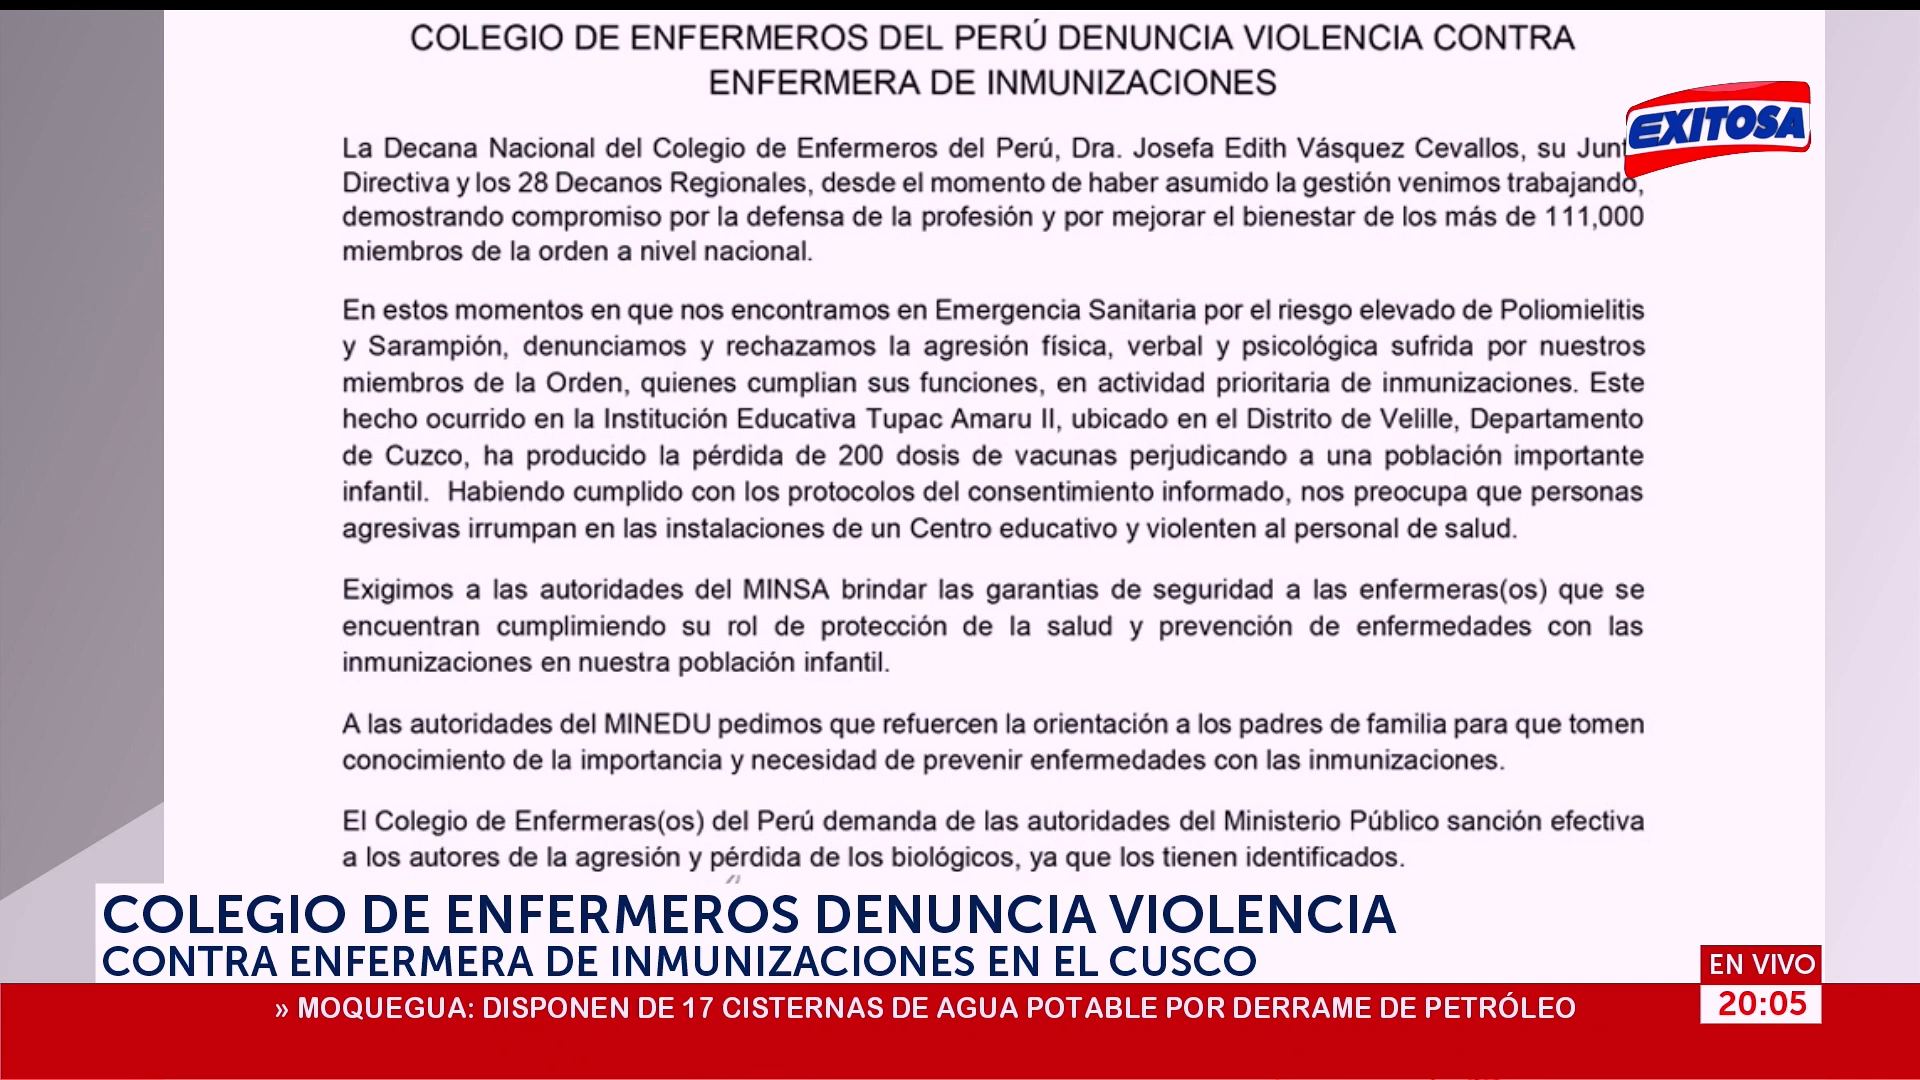 COLEGIO DE ENFERMEROS DEL PERÚ DENUNCIA VIOLENCIA CONTRA
ENFERMERA DE INMUNIZACIONES
EXITOSA
La Decana Nacional del Colegio de Enfermeros del Perú, Dra. Josefa Edith Vásquez Cevallos, su
Directiva y los 28 Decanos Regionales, desde el momento de haber asumido la gestión venimos trabajando,
demostrando compromiso por la defensa de la profesión y por mejorar el bienestar de los más de 111,000
miembros de la orden a nivel nacional.
En estos momentos en que nos encontramos en Emergencia Sanitaria por el riesgo elevado de Poliomielitis
y Sarampión, denunciamos y rechazamos la agresión física, verbal y psicológica sufrida por nuestros
miembros de la Orden, quienes cumplian sus funciones, en actividad prioritaria de inmunizaciones. Este
hecho ocurrido en la Institución Educativa Tupac Amaru II, ubicado en el Distrito de Velille, Departamento
de Cuzco, ha producido la pérdida de 200 dosis de vacunas perjudicando a una población importante
infantil. Habiendo cumplido con los protocolos del consentimiento informado, nos preocupa que personas
agresivas irrumpan en las instalaciones de un Centro educativo y violenten al personal de salud.
Exigimos a las autoridades del MINSA brindar las garantias de seguridad a las enfermeras(os) que se
encuentran cumplimiendo su rol de protección de la salud y prevención de enfermedades con las
inmunizaciones en nuestra población infantil.
A las autoridades del MINEDU pedimos que refuercen la orientación a los padres de familia para que tomen
conocimiento de la importancia y necesidad de prevenir enfermedades con las inmunizaciones.
El Colegio de Enfermeras(os) del Perú demanda de las autoridades del Ministerio Público sanción efectiva
a los autores de la agresión y pérdida de los biológicos, ya que los tienen identificados.
COLEGIO DE ENFERMEROS DENUNCIA VIOLENCIA
CONTRA ENFERMERA DE INMUNIZACIONES EN EL CUSCO
EN VIVO
» MOQUEGUA: DISPONEN DE 17 CISTERNAS DE AGUA POTABLE POR DERRAME DE PETRÓLEO
20:05